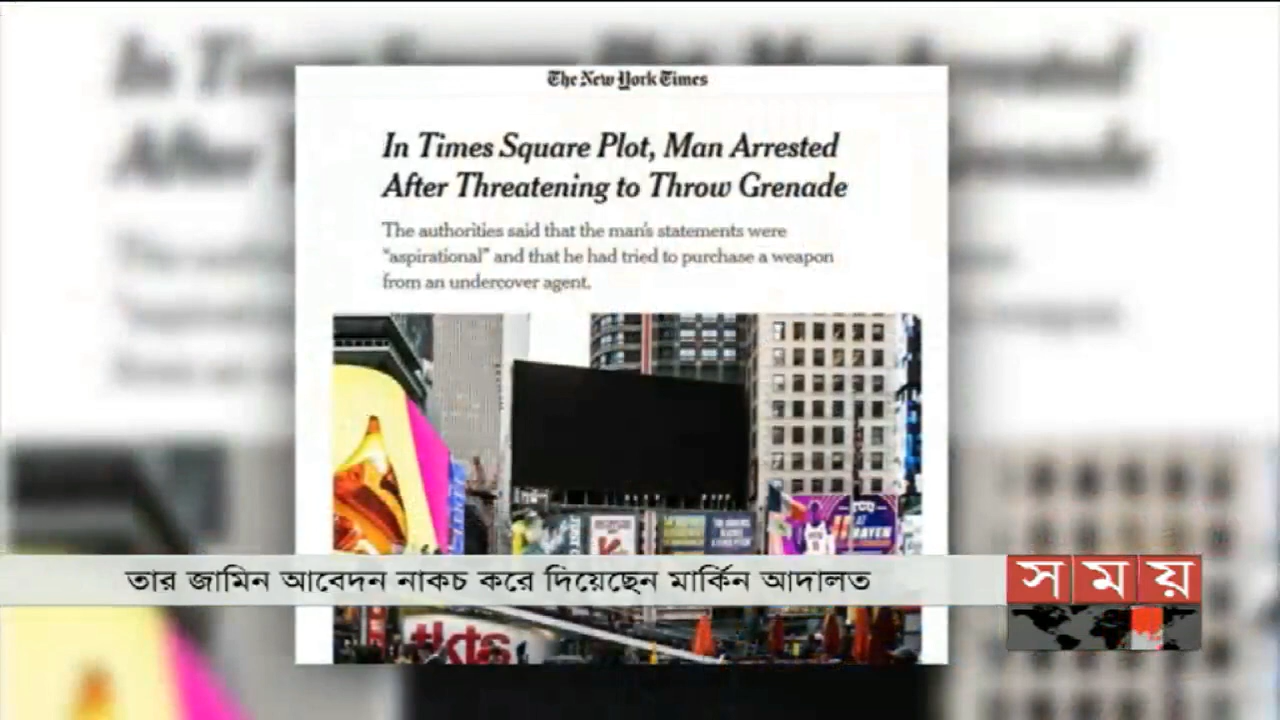 The New York Times
In Times Square Plot, Man Arrested
After Threatening to Throw Grenade
The authorities said that the man's statements were
"aspirational" and that he had tried to purchase a weapon
from an undercover agent.
তার জামিন আবেদন নাকচ করে দিয়েছেন মার্কিন আদালত
সময়
tkts